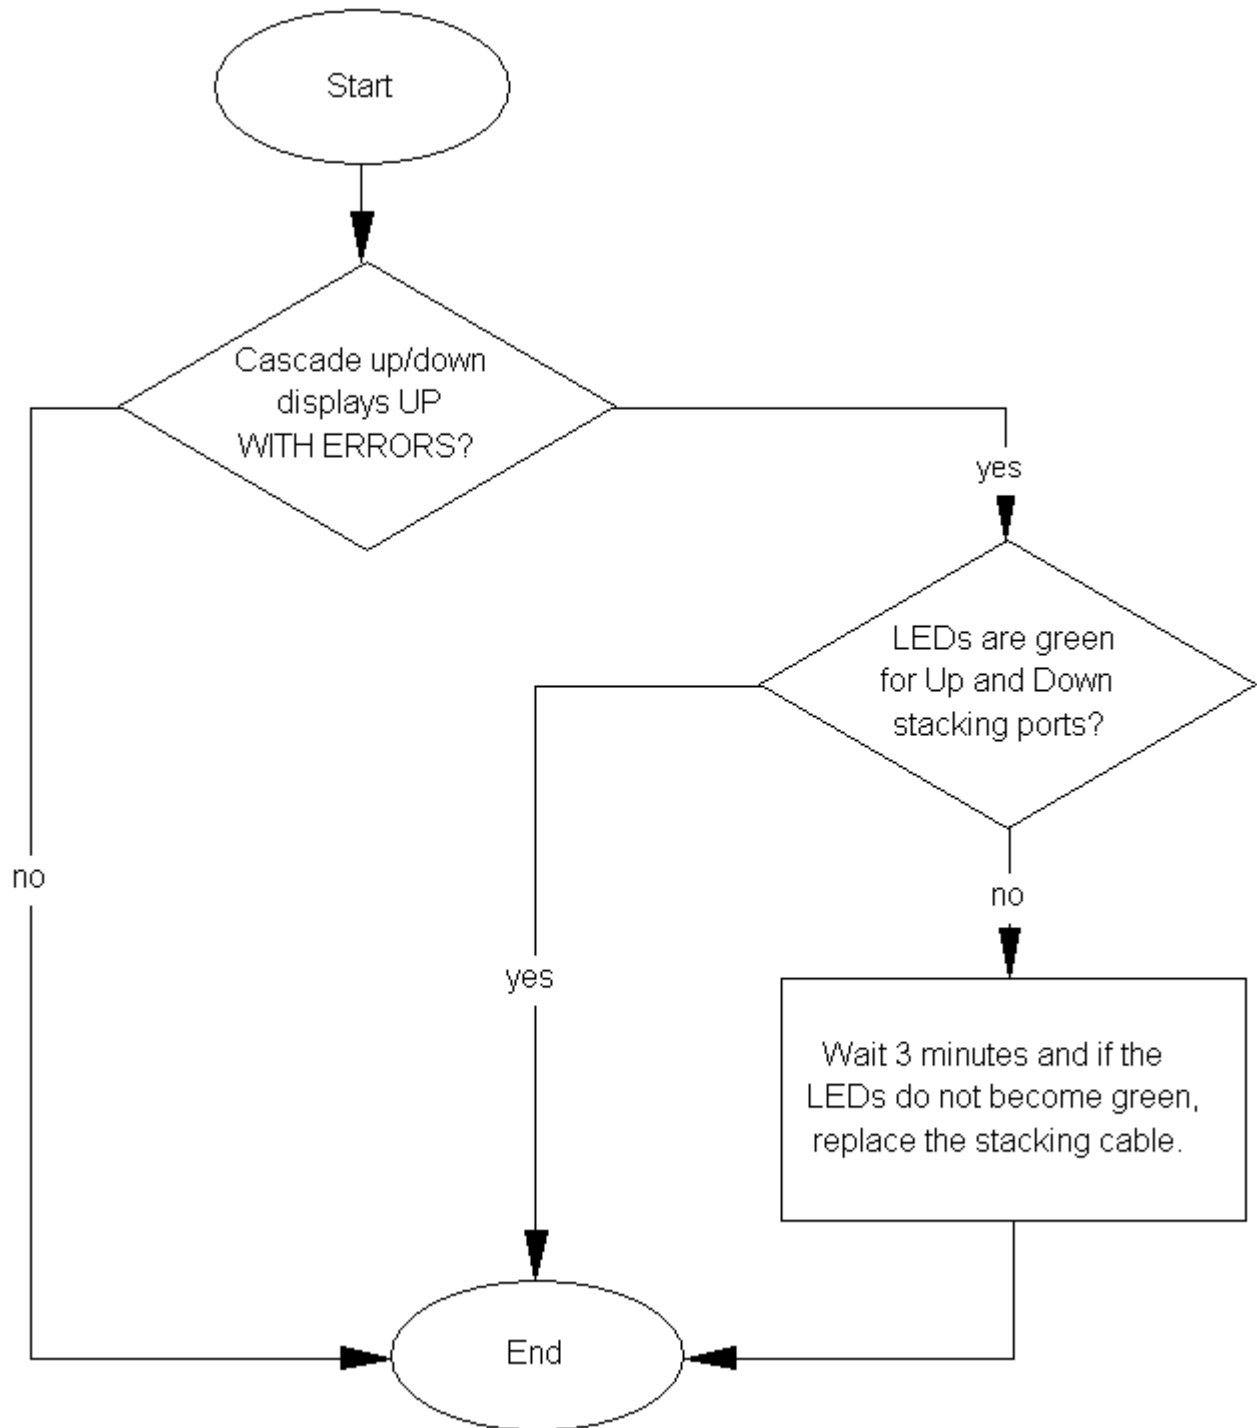 Start
Cascade up/down
displays UP
WITH ERRORS?
yes
LEDs are green
for Up and Down
stacking ports?
no
no
yes
Wait 3 minutes and if the
LEDs do not become green,
replace the stacking cable.
End